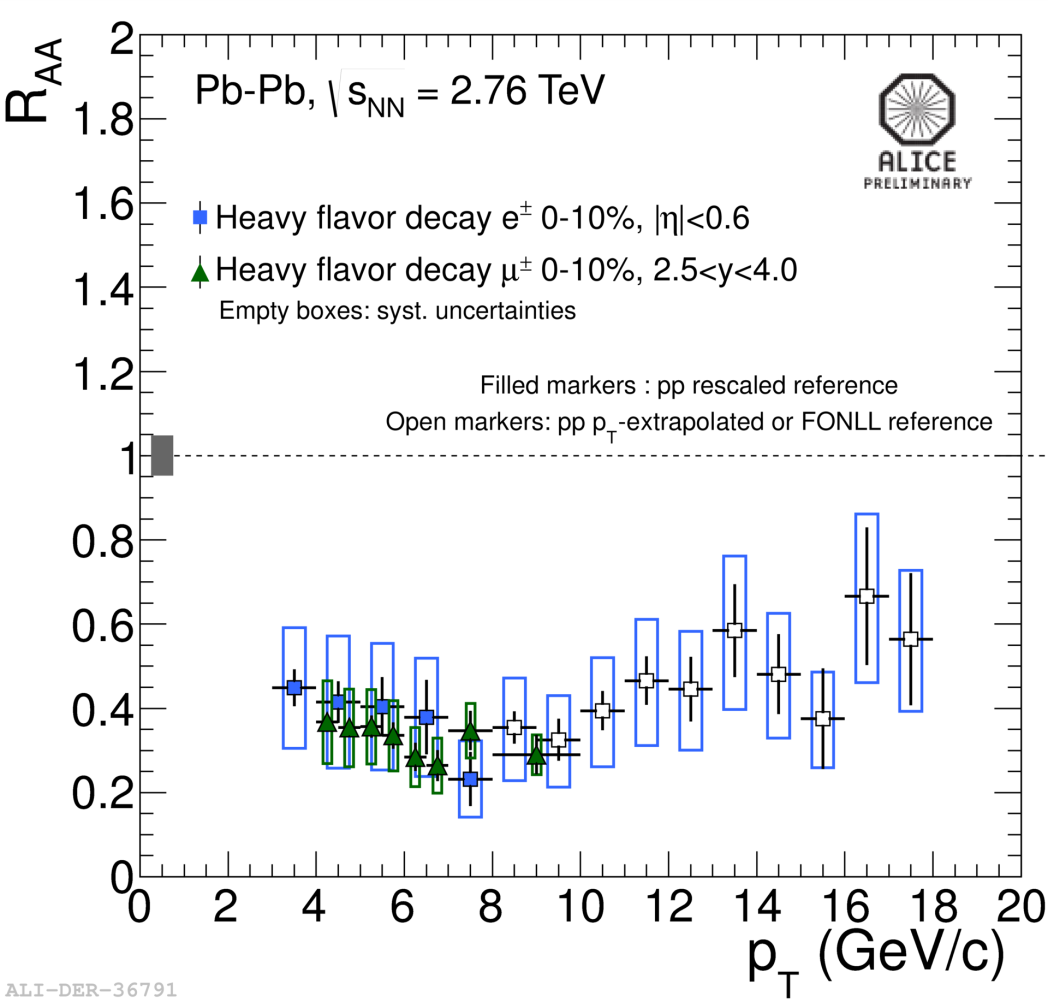 R_AA
Pb-Pb, √s_NN = 2.76 TeV
ALICE
PRELIMINARY
Heavy flavor decay e± 0-10%, |η|<0.6
Heavy flavor decay μ± 0-10%, 2.5<y<4.0
Empty boxes: syst. uncertainties
Filled markers : pp rescaled reference
Open markers: pp p_T-extrapolated or FONLL reference
2
1.8
1.6
1.4
1.2
1
0.8
0.6
0.4
0.2
0
0 2 4 6 8 10 12 14 16 18 20
p_T (GeV/c)
ALI-DER-36791